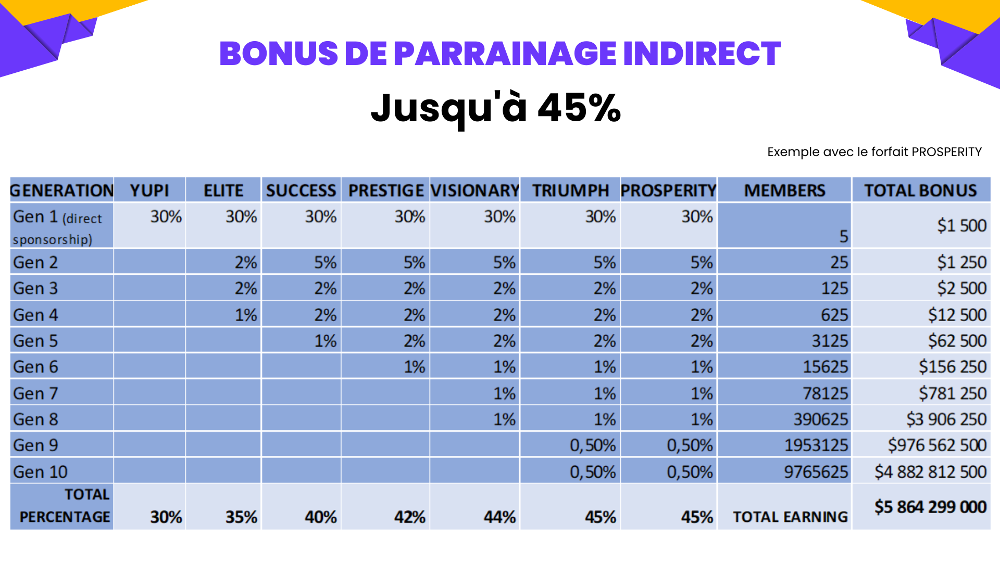 BONUS DE PARRAINAGE INDIRECT
Jusqu'à 45%
Exemple avec le forfait PROSPERITY
GENERATION YUPI ELITE SUCCESS PRESTIGE VISIONARY TRIUMPH PROSPERITY MEMBERS TOTAL BONUS
Gen 1 (direct sponsorship) 30% 30% 30% 30% 30% 30% 30% 5 $1 500
Gen 2 2% 5% 5% 5% 5% 5% 25 $1 250
Gen 3 2% 2% 2% 2% 2% 2% 125 $2 500
Gen 4 1% 2% 2% 2% 2% 2% 625 $12 500
Gen 5 1% 2% 2% 2% 2% 3125 $62 500
Gen 6 1% 1% 1% 1% 15625 $156 250
Gen 7 1% 1% 1% 78125 $781 250
Gen 8 1% 1% 1% 390625 $3 906 250
Gen 9 0,50% 0,50% 1953125 $976 562 500
Gen 10 0,50% 0,50% 9765625 $4 882 812 500
TOTAL PERCENTAGE 30% 35% 40% 42% 44% 45% 45% TOTAL EARNING $5 864 299 000